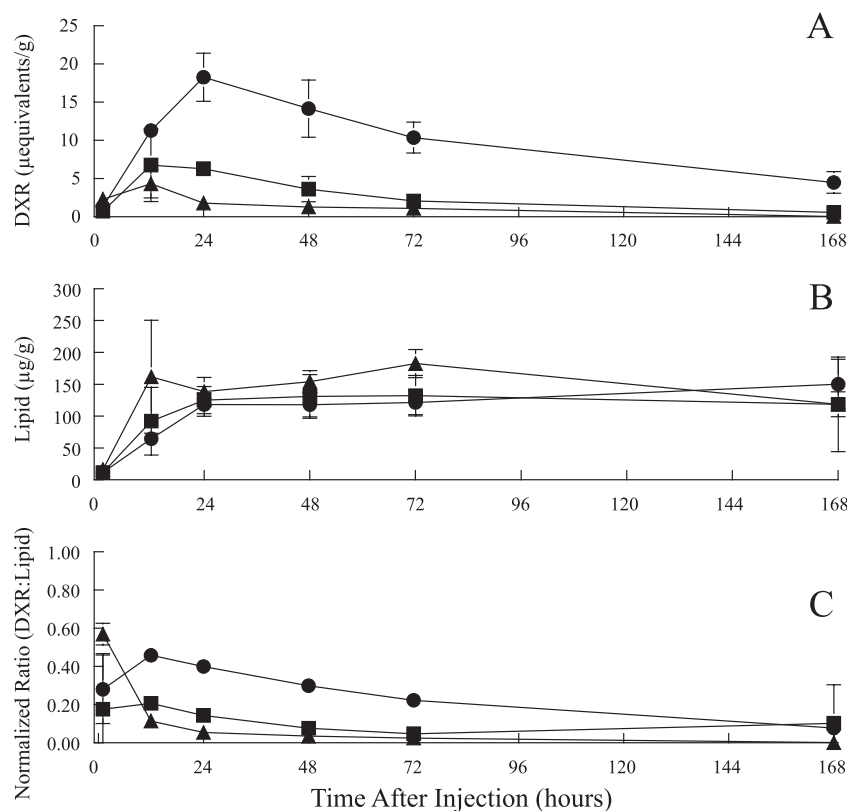 A
DXR (µequivalents/g)
25
20
15
10
5
0
0 24 48 72 96 120 144 168
B
Lipid (µg/g)
300
250
200
150
100
50
0
0 24 48 72 96 120 144 168
C
Normalized Ratio (DXR:Lipid)
1.00
0.80
0.60
0.40
0.20
0.00
0 24 48 72 96 120 144 168
Time After Injection (hours)